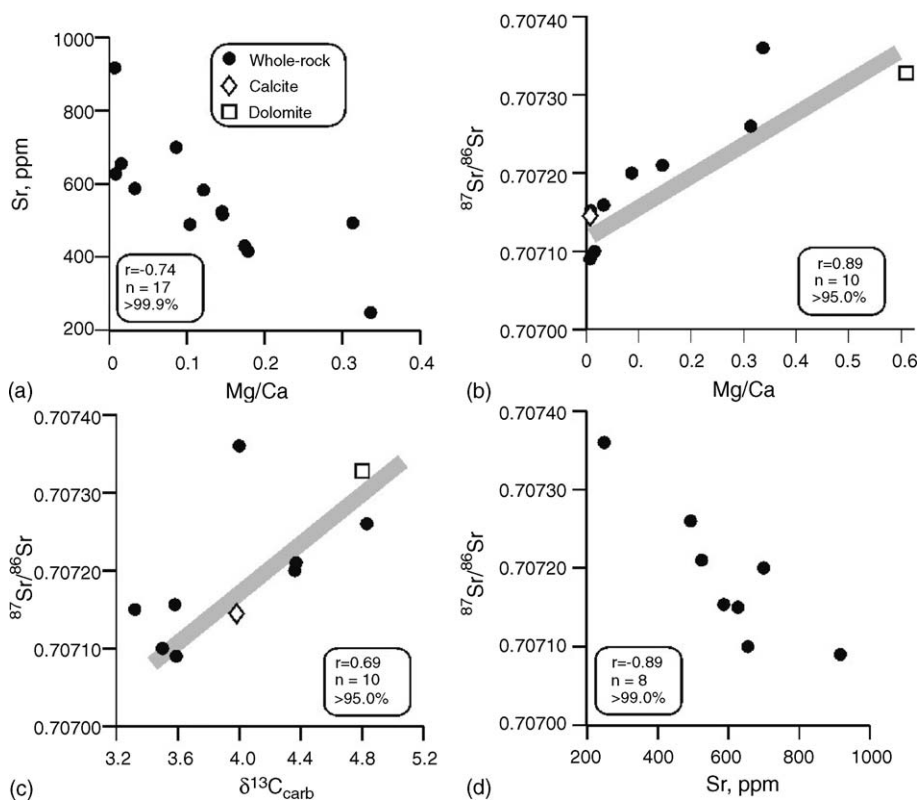 1000
800
600
400
200
Sr, ppm
Whole-rock
Calcite
Dolomite
r=-0.74
n = 17
>99.9%
0 0.1 0.2 0.3 0.4
(a) Mg/Ca
0.70740
0.70730
0.70720
0.70710
0.70700
87Sr/86Sr
r=0.89
n = 10
>95.0%
0 0. 0.2 0.3 0.4 0.5 0.6
(b) Mg/Ca
0.70740
0.70730
0.70720
0.70710
0.70700
87Sr/86Sr
r=0.69
n = 10
>95.0%
3.2 3.6 4.0 4.4 4.8 5.2
(c) δ13Ccarb
0.70740
0.70730
0.70720
0.70710
0.70700
87Sr/86Sr
r=-0.89
n = 8
>99.0%
200 400 600 800 1000
(d) Sr, ppm